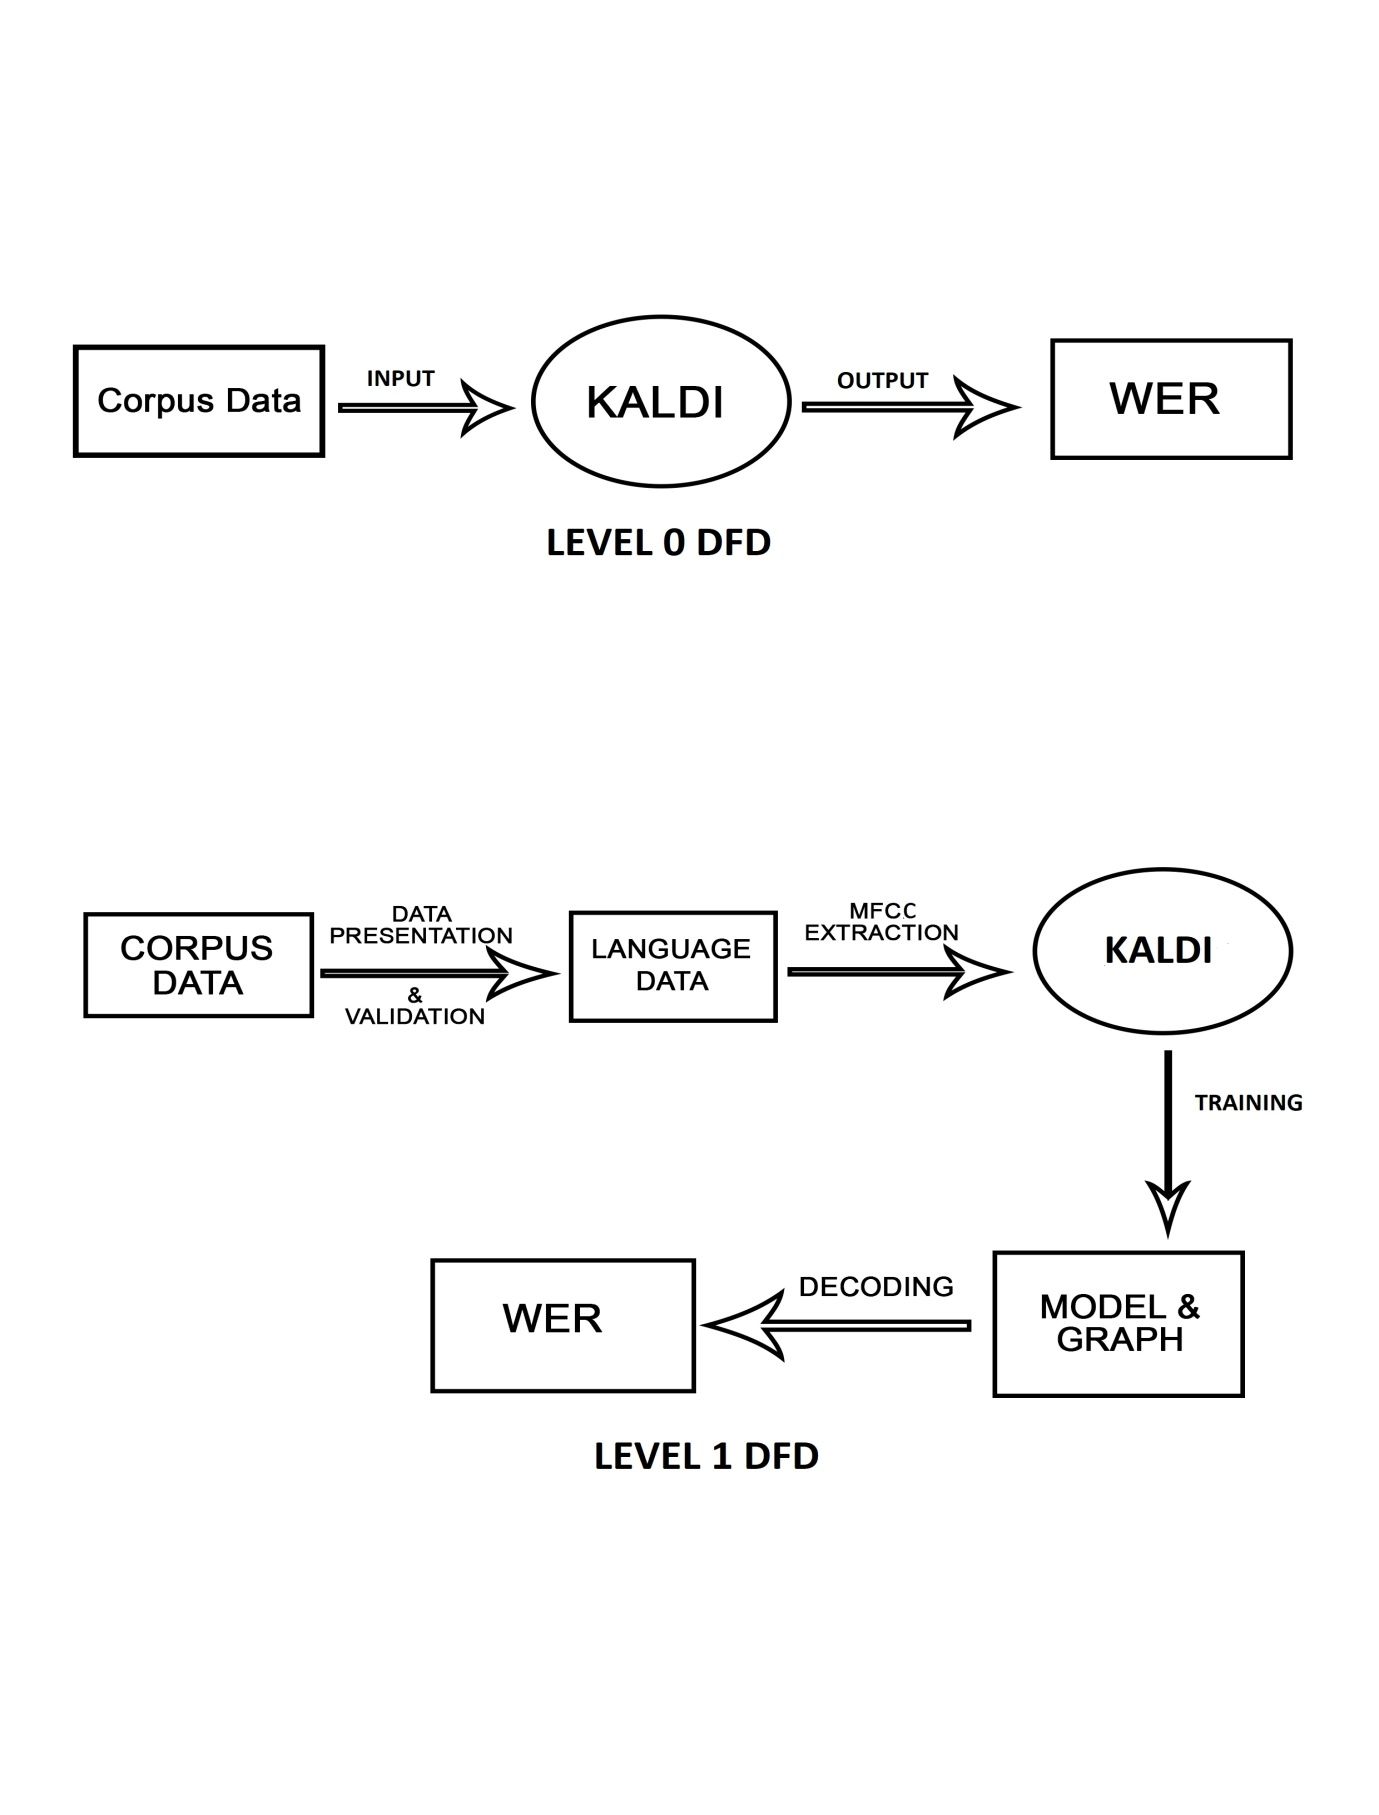 Corpus Data
INPUT
KALDI
OUTPUT
WER
LEVEL 0 DFD
CORPUS
DATA
DATA
PRESENTATION
&
VALIDATION
LANGUAGE
DATA
MFCC
EXTRACTION
KALDI
TRAINING
MODEL &
GRAPH
DECODING
WER
LEVEL 1 DFD